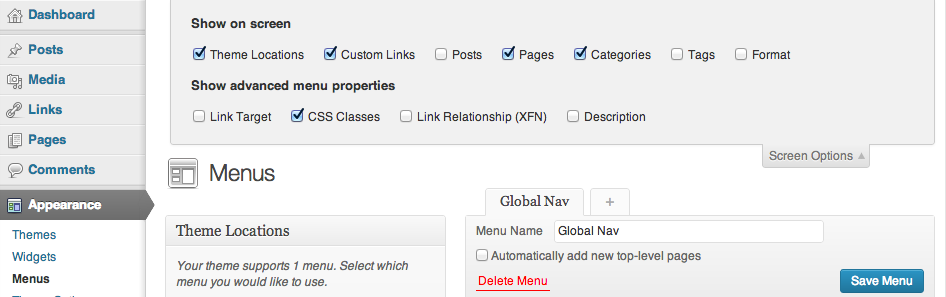 Dashboard
Posts
Media
Links
Pages
Comments
Appearance
Themes
Widgets
Menus
Show on screen
Theme Locations Custom Links Posts Pages Categories Tags Format
Show advanced menu properties
Link Target CSS Classes Link Relationship (XFN) Description
Screen Options
Menus
Theme Locations
Your theme supports 1 menu. Select which
menu you would like to use.
Global Nav +
Menu Name Global Nav
Automatically add new top-level pages
Delete Menu Save Menu